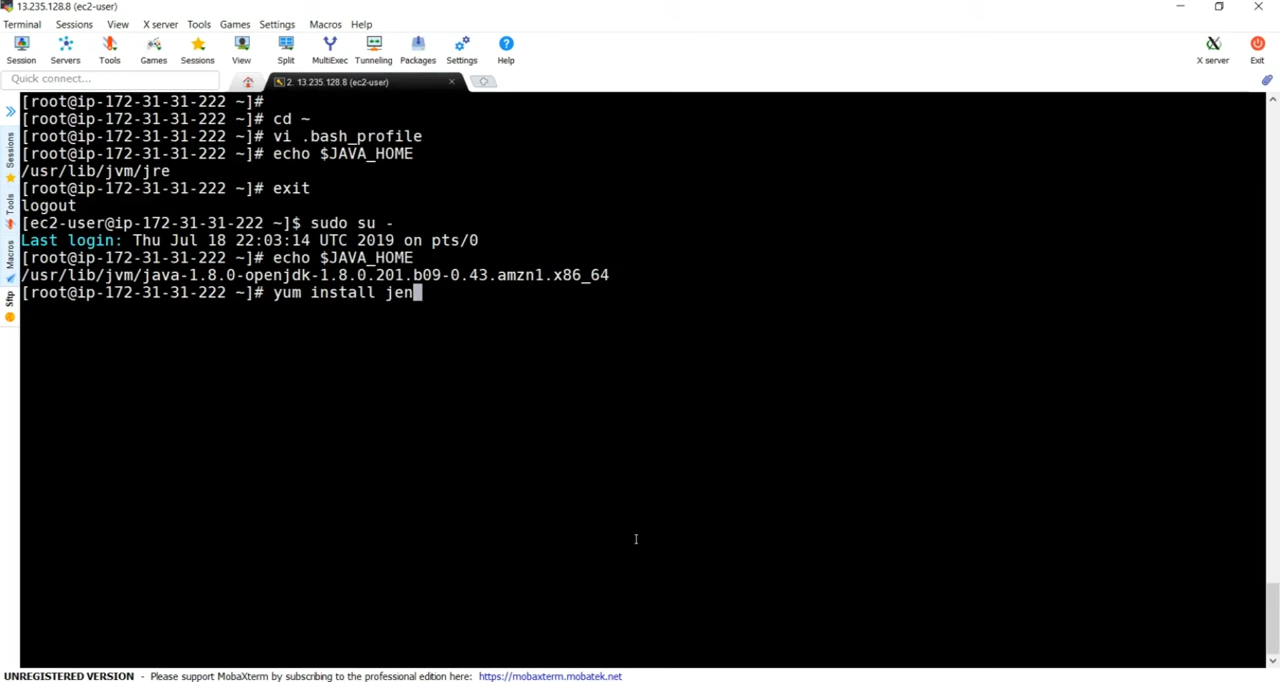 13.235.128.8 (ec2-user)
Terminal Sessions View X server Tools Games Settings Macros Help
Session Servers Tools Games Sessions View Split MultiExec Tunneling Packages Settings Help X server Exit
Quick connect...
2. 13.235.128.8 (ec2-user)
[root@ip-172-31-31-222 ~]#
[root@ip-172-31-31-222 ~]# cd ~
[root@ip-172-31-31-222 ~]# vi .bash_profile
[root@ip-172-31-31-222 ~]# echo $JAVA_HOME
/usr/lib/jvm/jre
[root@ip-172-31-31-222 ~]# exit
logout
[ec2-user@ip-172-31-31-222 ~]$ sudo su -
Last login: Thu Jul 18 22:03:14 UTC 2019 on pts/0
[root@ip-172-31-31-222 ~]# echo $JAVA_HOME
/usr/lib/jvm/java-1.8.0-openjdk-1.8.0.201.b09-0.43.amzn1.x86_64
[root@ip-172-31-31-222 ~]# yum install jen
Sessions
Tools
Macros
Sftp
UNREGISTERED VERSION - Please support MobaXterm by subscribing to the professional edition here: https://mobaxterm.mobatek.net